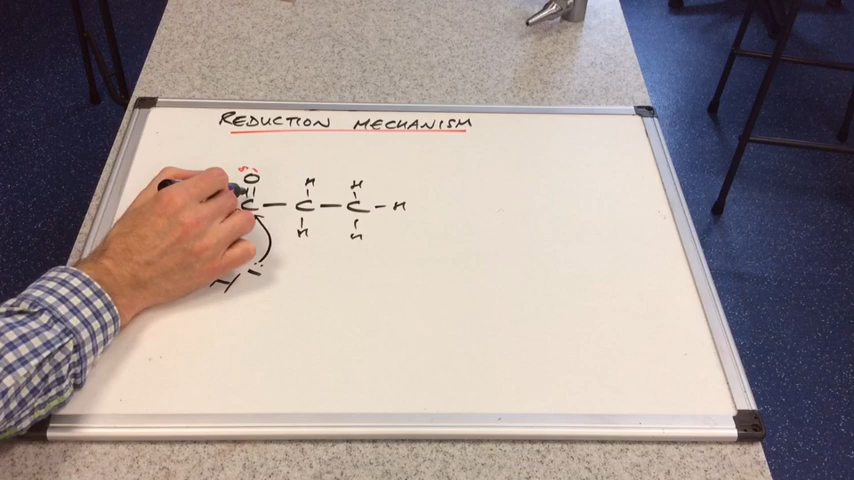 REDUCTION MECHANISM
δ-
O
H H
C — C — C – H
H H
:-
H